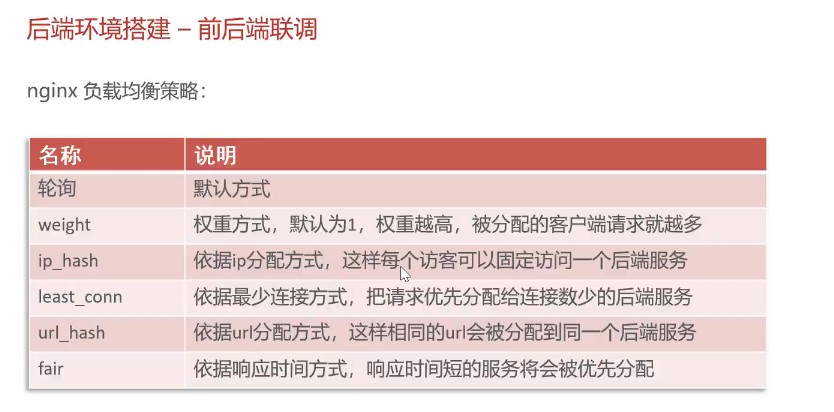 后端环境搭建 – 前后端联调
nginx 负载均衡策略：
名称 说明
轮询 默认方式
weight 权重方式，默认为1，权重越高，被分配的客户端请求就越多
ip_hash 依据ip分配方式，这样每个访客可以固定访问一个后端服务
least_conn 依据最少连接方式，把请求优先分配给连接数少的后端服务
url_hash 依据url分配方式，这样相同的url会被分配到同一个后端服务
fair 依据响应时间方式，响应时间短的服务将会被优先分配